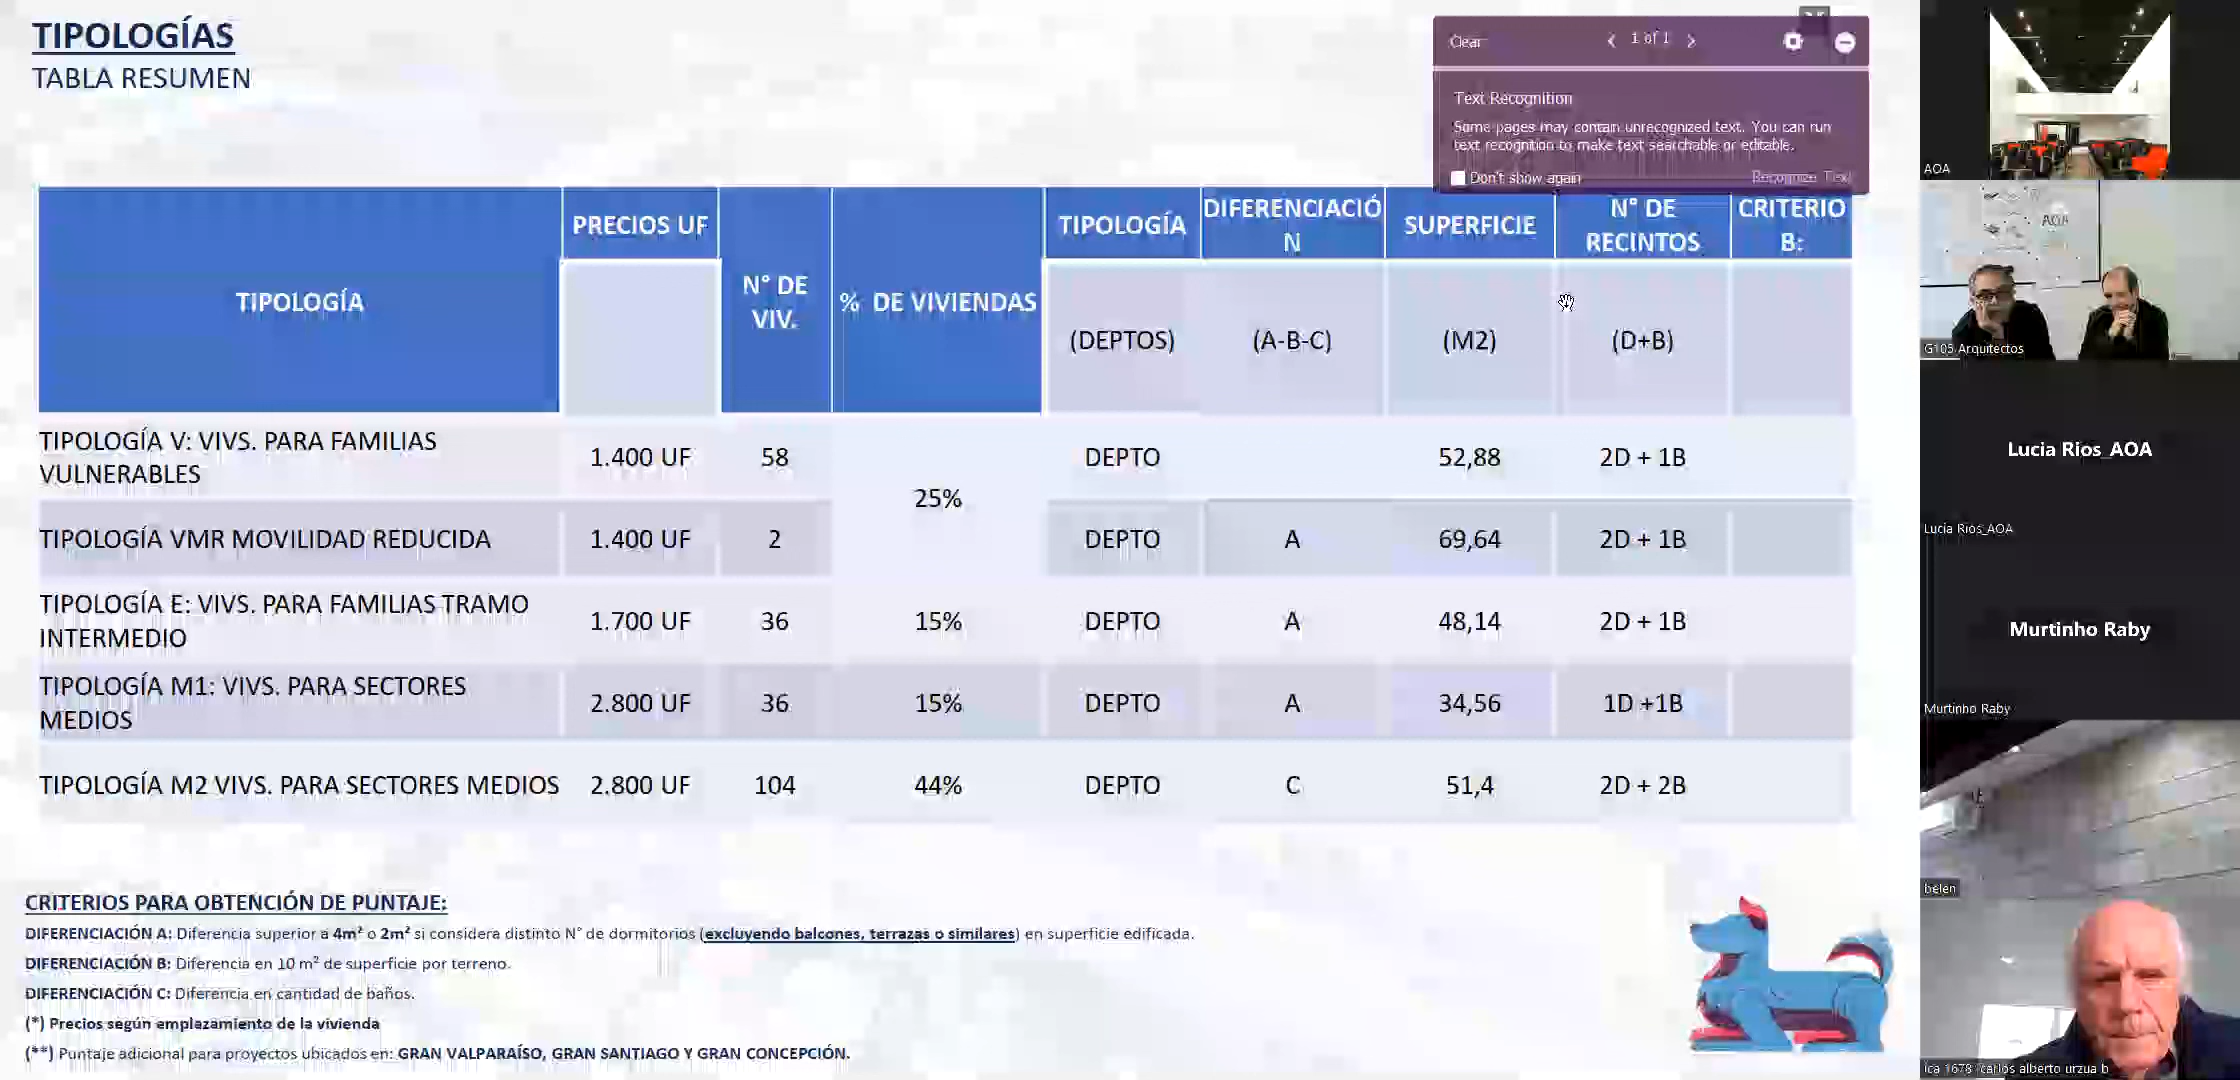 TIPOLOGÍAS
TABLA RESUMEN
Clear
1 of 1
Text Recognition
Some pages may contain unrecognized text. You can run
text recognition to make text searchable or editable.
Don't show again
Recognize Text
TIPOLOGÍA
PRECIOS UF
N° DE
VIV.
% DE VIVIENDAS
TIPOLOGÍA
(DEPTOS)
DIFERENCIACIÓ
N
(A-B-C)
SUPERFICIE
(M2)
N° DE
RECINTOS
(D+B)
CRITERIO
B:
TIPOLOGÍA V: VIVS. PARA FAMILIAS
VULNERABLES
1.400 UF
58
25%
DEPTO
52,88
2D + 1B
TIPOLOGÍA VMR MOVILIDAD REDUCIDA
1.400 UF
2
DEPTO
A
69,64
2D + 1B
TIPOLOGÍA E: VIVS. PARA FAMILIAS TRAMO
INTERMEDIO
1.700 UF
36
15%
DEPTO
A
48,14
2D + 1B
TIPOLOGÍA M1: VIVS. PARA SECTORES
MEDIOS
2.800 UF
36
15%
DEPTO
A
34,56
1D +1B
TIPOLOGÍA M2 VIVS. PARA SECTORES MEDIOS
2.800 UF
104
44%
DEPTO
C
51,4
2D + 2B
CRITERIOS PARA OBTENCIÓN DE PUNTAJE:
DIFERENCIACIÓN A: Diferencia superior a 4m² o 2m² si considera distinto N° de dormitorios (excluyendo balcones, terrazas o similares) en superficie edificada.
DIFERENCIACIÓN B: Diferencia en 10 m² de superficie por terreno.
DIFERENCIACIÓN C: Diferencia en cantidad de baños.
(*) Precios según emplazamiento de la vivienda
(**) Puntaje adicional para proyectos ubicados en: GRAN VALPARAÍSO, GRAN SANTIAGO Y GRAN CONCEPCIÓN.
AOA
AOA
G105 Arquitectos
Lucia Rios_AOA
Lucia Rios_AOA
Murtinho Raby
Murtinho Raby
belen
ica 1678 carlos alberto urzua b